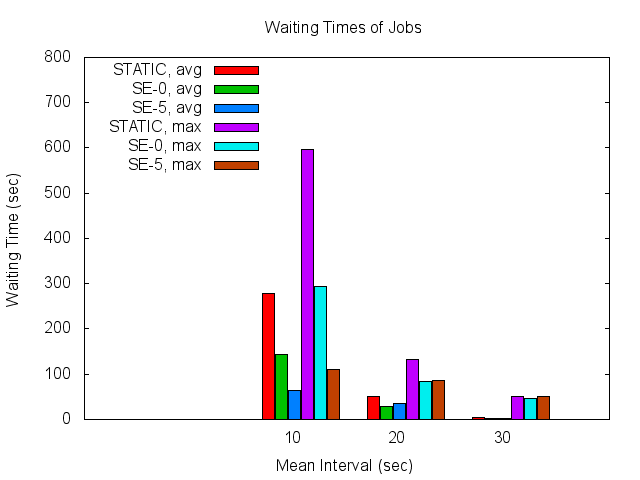 Waiting Times of Jobs
800
700
600
500
400
300
200
100
0
Waiting Time (sec)
STATIC, avg
SE-0, avg
SE-5, avg
STATIC, max
SE-0, max
SE-5, max
10 20 30
Mean Interval (sec)